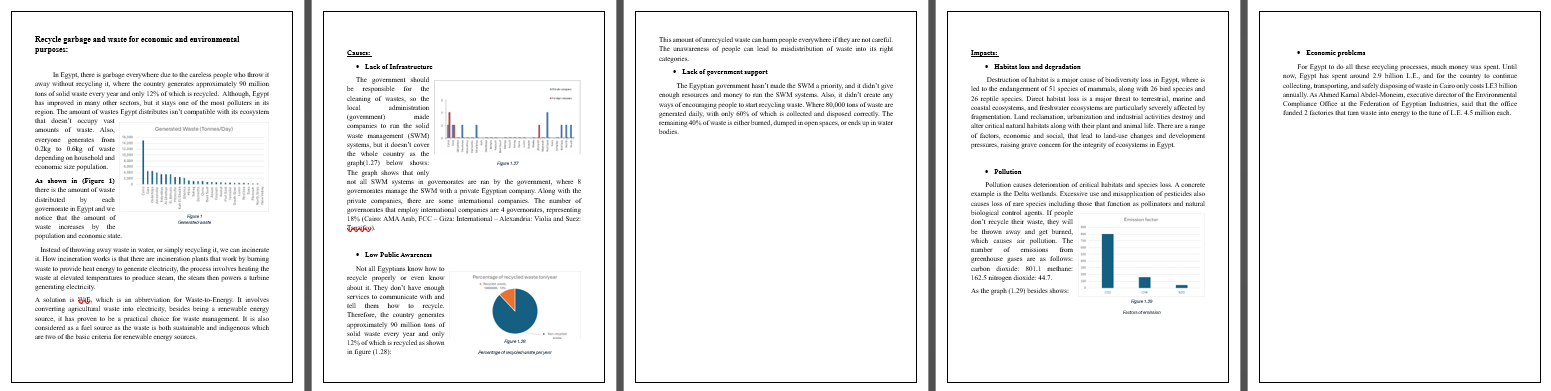 Recycle garbage and waste for economic and environmental
purposes:
In Egypt, there is garbage everywhere due to the careless people who throw it
away without recycling it, where the country generates approximately 90 million
tons of solid waste every year and only 12% of which is recycled. Although, Egypt
has improved in many other sectors, but it stays one of the most polluters in its
region. The amount of wastes Egypt distributes isn't compatible with its ecosystem
that doesn't occupy vast
amounts of waste. Also,
everyone generates from
0.2kg to 0.6kg of waste
depending on household and
economic size population.
As shown in (Figure 1)
there is the amount of waste
distributed by each
governorate in Egypt and we
notice that the amount of
waste increases by the
population and economic state.
Generated Waste (Tonnes/Day)
16,000
14,000
12,000
10,000
8,000
6,000
4,000
2,000
0
Figure 1
Generated waste
Instead of throwing away waste in water, or simply recycling it, we can incinerate
it. How incineration works is that there are incineration plants that work by burning
waste to provide heat energy to generate electricity, the process involves heating the
waste at elevated temperatures to produce steam, the steam then powers a turbine
generating electricity.
A solution is WtE, which is an abbreviation for Waste-to-Energy. It involves
converting agricultural waste into electricity, besides being a renewable energy
source, it has proven to be a practical choice for waste management. It is also
considered as a fuel source as the waste is both sustainable and indigenous which
are two of the basic criteria for renewable energy sources.
Causes:
• Lack of Infrastructure
The government should
be responsible for the
cleaning of wastes, so the
local administration
(government) made
companies to run the solid
waste management (SWM)
systems, but it doesn't cover
the whole country as the
graph(1.27) below shows:
The graph shows that only
not all SWM systems in governorates are ran by the government, where 8
governorates manage the SWM with a private Egyptian company. Along with the
private companies, there are some international companies. The number of
governorates that employ international companies are 4 governorates, representing
18% (Cairo: AMA Arab, FCC – Giza: International – Alexandria: Violia and Suez:
Figure 1.27
• Low Public Awareness
Not all Egyptians know how to
recycle properly or even know
about it. They don't have enough
services to communicate with and
tell them how to recycle.
Therefore, the country generates
approximately 90 million tons of
solid waste every year and only
12% of which is recycled as shown
in figure (1.28):
Percentage of recycled waste ton/year
Figure 1.28
Percentage of recycled waste per year
This amount of unrecycled waste can harm people everywhere if they are not careful.
The unawareness of people can lead to misdistribution of waste into its right
categories.
• Lack of government support
The Egyptian government hasn't made the SWM a priority, and it didn't give
enough resources and money to run the SWM systems. Also, it didn't create any
ways of encouraging people to start recycling waste. Where 80,000 tons of waste are
generated daily, with only 60% of which is collected and disposed correctly. The
remaining 40% of waste is either burned, dumped in open spaces, or ends up in water
bodies.
Impacts:
• Habitat loss and degradation
Destruction of habitat is a major cause of biodiversity loss in Egypt, where is
led to the endangerment of 51 species of mammals, along with 26 bird species and
26 reptile species. Direct habitat loss is a major threat to terrestrial, marine and
coastal ecosystems, and freshwater ecosystems are particularly severely affected by
fragmentation. Land reclamation, urbanization and industrial activities destroy and
alter critical natural habitats along with their plant and animal life. There are a range
of factors, economic and social, that lead to land-use changes and development
pressures, raising grave concern for the integrity of ecosystems in Egypt.
• Pollution
Pollution causes deterioration of critical habitats and species loss. A concrete
example is the Delta wetlands. Excessive use and misapplication of pesticides also
causes loss of rare species including those that function as pollinators and natural
biological control agents. If people
don't recycle their waste, they will
be thrown away and get burned,
which causes air pollution. The
number of emissions from
greenhouse gases are as follows:
carbon dioxide: 801.1 methane:
162.5 nitrogen dioxide: 44.7.
As the graph (1.29) besides shows:
Emission factor
900
800
700
600
500
400
300
200
100
0
Figure 1.29
Factors of emission
• Economic problems
For Egypt to do all these recycling processes, much money was spent. Until
now, Egypt has spent around 2.9 billion L.E., and for the country to continue
collecting, transporting, and safely disposing of waste in Cairo only costs LE3 billion
annually. As Ahmed Kamal Abdel-Moneim, executive director of the Environmental
Compliance Office at the Federation of Egyptian Industries, said that the office
funded 2 factories that turn waste into energy to the tune of L.E. 4.5 million each.